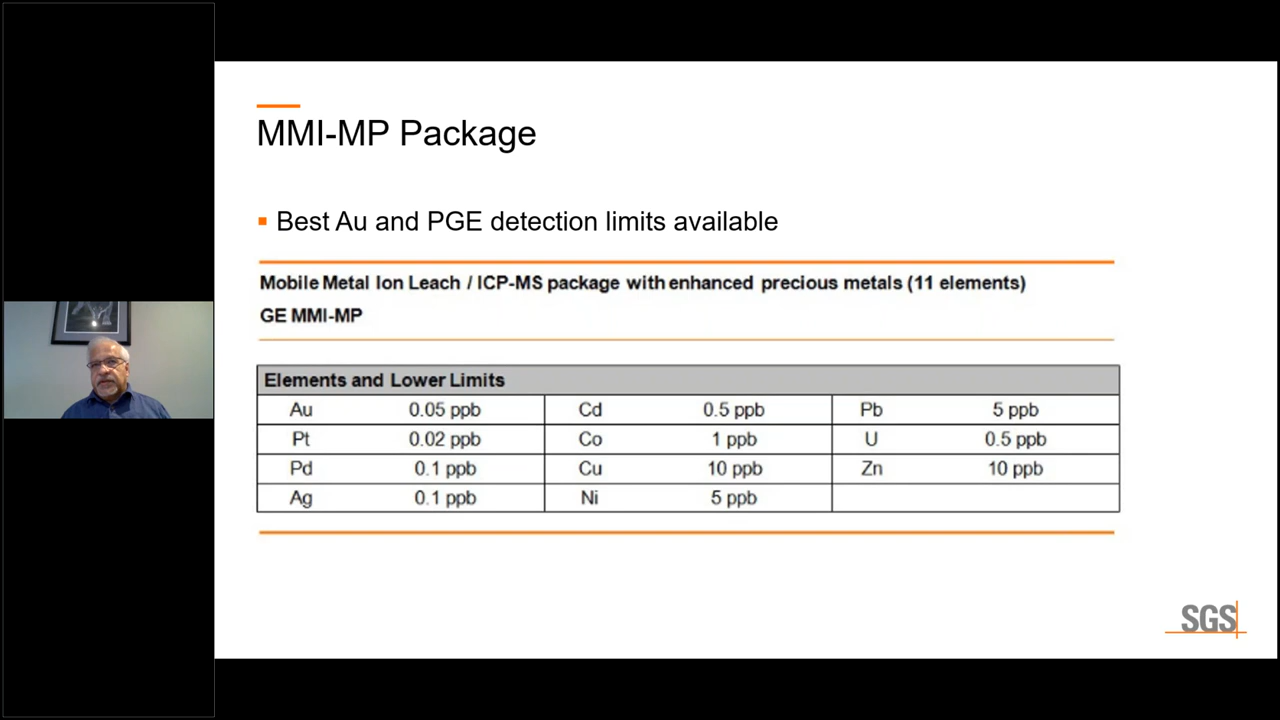 MMI-MP Package
Best Au and PGE detection limits available
Mobile Metal Ion Leach / ICP-MS package with enhanced precious metals (11 elements)
GE MMI-MP
Elements and Lower Limits
Au 0.05 ppb Cd 0.5 ppb Pb 5 ppb
Pt 0.02 ppb Co 1 ppb U 0.5 ppb
Pd 0.1 ppb Cu 10 ppb Zn 10 ppb
Ag 0.1 ppb Ni 5 ppb
SGS